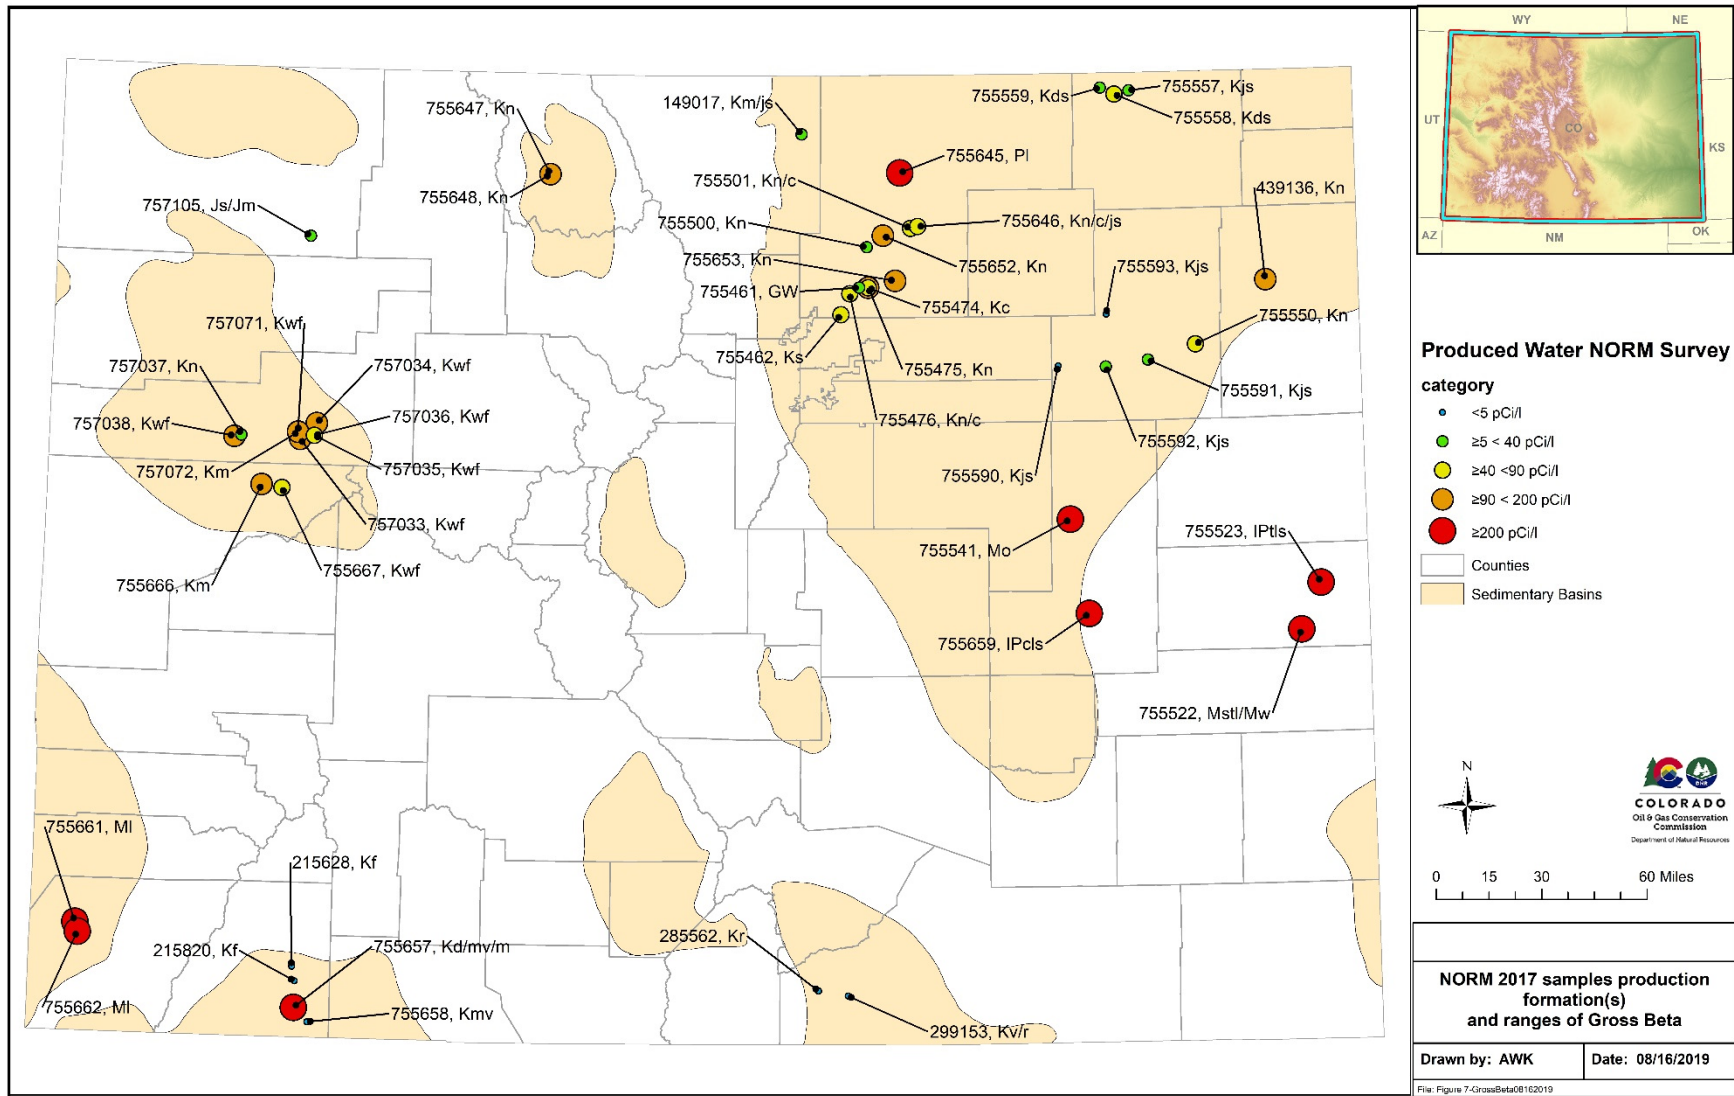 WY
NE
UT
CO
KS
AZ
NM
OK
755647, Kn
149017, Km/js
755559, Kds
755557, Kjs
755558, Kds
755645, Pl
755501, Kn/c
755648, Kn
439136, Kn
757105, Js/Jm
755500, Kn
755646, Kn/c/js
755653, Kn
755652, Kn
755593, Kjs
755461, GW
755474, Kc
755550, Kn
757071, Kwf
755462, Ks
757037, Kn
757034, Kwf
755475, Kn
755591, Kjs
757038, Kwf
757036, Kwf
755476, Kn/c
755592, Kjs
757072, Km
757035, Kwf
755590, Kjs
757033, Kwf
755523, IPtls
755541, Mo
755666, Km
755667, Kwf
755659, IPcls
755522, Mstl/Mw
755661, Ml
215628, Kf
215820, Kf
755657, Kd/mv/m
285562, Kr
755662, Ml
755658, Kmv
299153, Kv/r
Produced Water NORM Survey
category
<5 pCi/l
≥5 < 40 pCi/l
≥40 <90 pCi/l
≥90 < 200 pCi/l
≥200 pCi/l
Counties
Sedimentary Basins
N
COLORADO
Oil & Gas Conservation
Commission
Department of Natural Resources
0 15 30 60 Miles
NORM 2017 samples production
formation(s)
and ranges of Gross Beta
Drawn by: AWK
Date: 08/16/2019
File: Figure 7-GrossBeta08162019